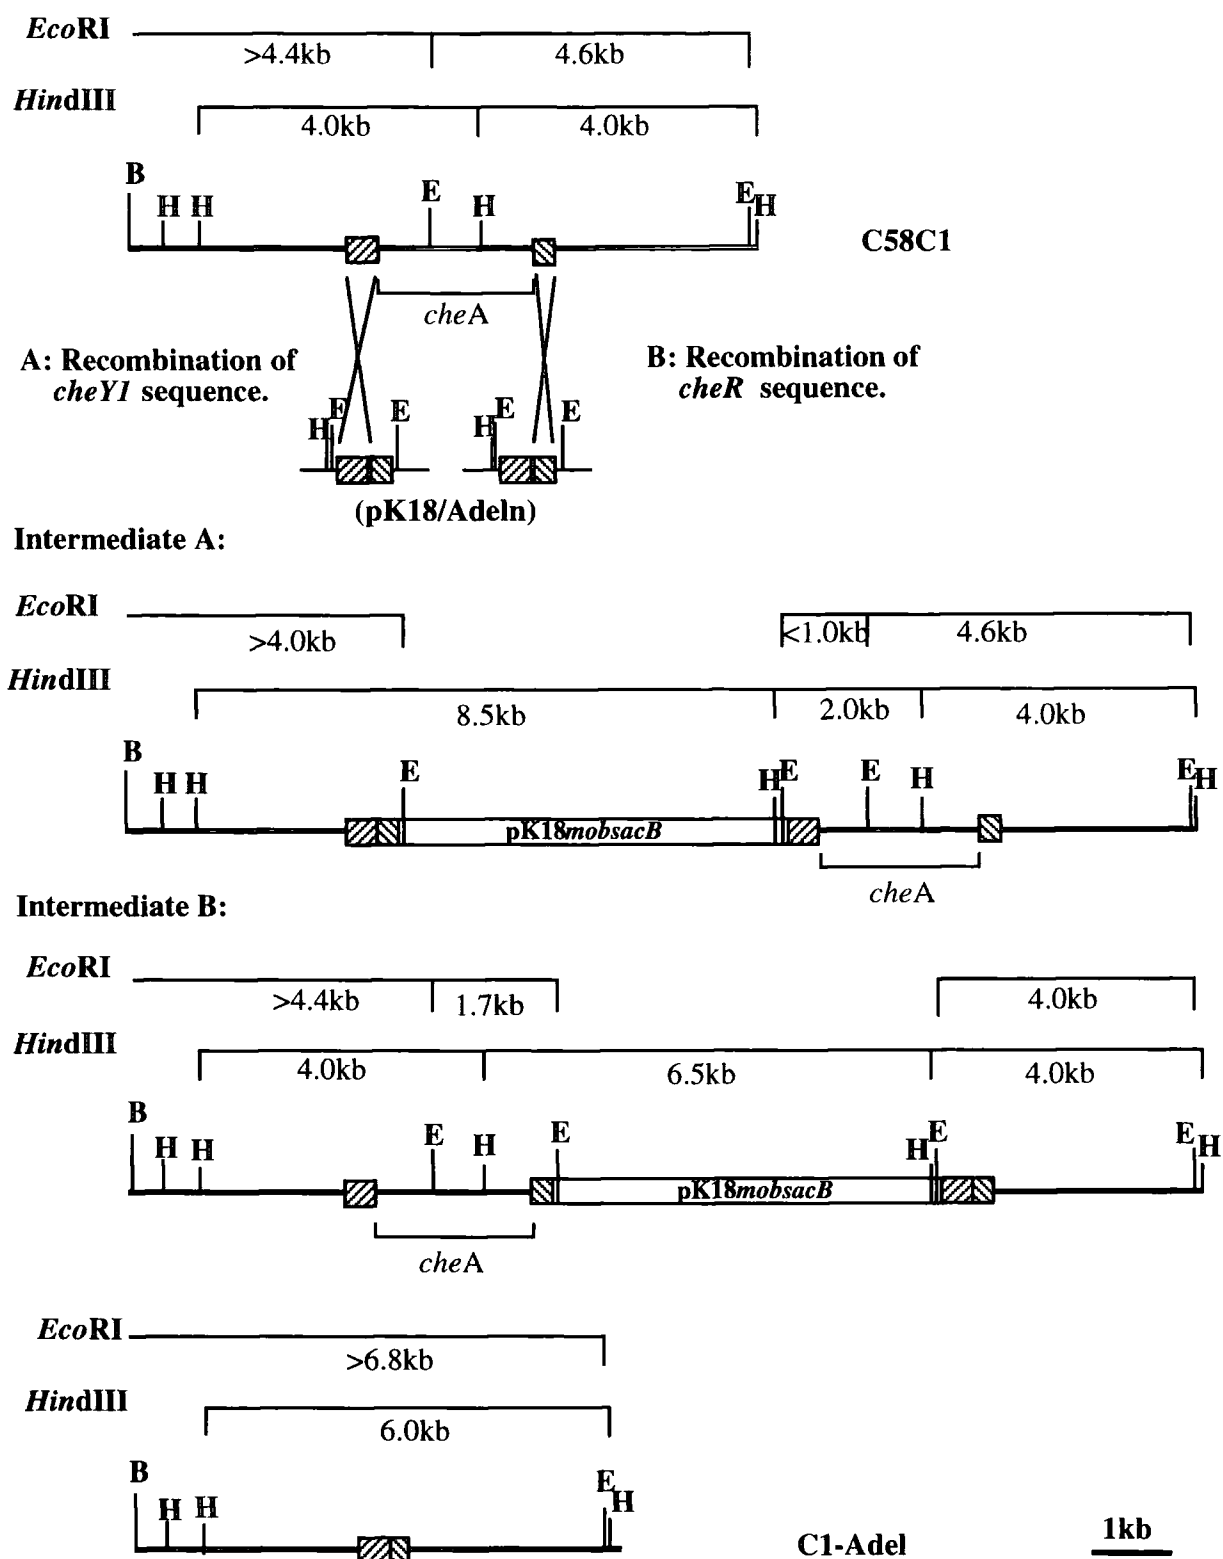 EcoRI
>4.4kb 4.6kb
HindIII
4.0kb 4.0kb
B H H E H E H
C58C1
cheA
A: Recombination of
cheY1 sequence.
B: Recombination of
cheR sequence.
H E E H E E
(pK18/Adeln)
Intermediate A:
EcoRI
>4.0kb <1.0kb 4.6kb
HindIII
8.5kb 2.0kb 4.0kb
B H H E H E E H E H
pK18mobsacB
cheA
Intermediate B:
EcoRI
>4.4kb 1.7kb 4.0kb
HindIII
4.0kb 6.5kb 4.0kb
B H H E H E H E E H
pK18mobsacB
cheA
EcoRI
>6.8kb
HindIII
6.0kb
B H H E H
C1-Adel
1kb